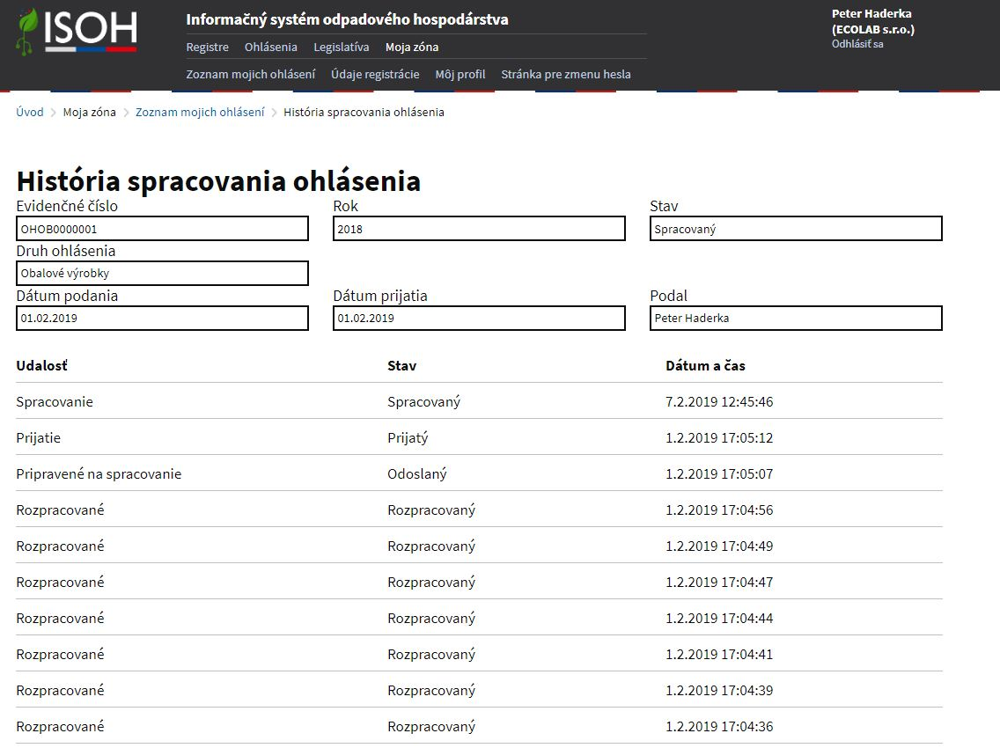 ISOH
Informačný systém odpadového hospodárstva
Peter Haderka
(ECOLAB s.r.o.)
Odhlásiť sa
Registre Ohlásenia Legislatíva Moja zóna
Zoznam mojich ohlásení Údaje registrácie Môj profil Stránka pre zmenu hesla
Úvod Moja zóna Zoznam mojich ohlásení História spracovania ohlásenia
História spracovania ohlásenia
Evidenčné číslo Rok Stav
OHOB0000001 2018 Spracovaný
Druh ohlásenia
Obalové výrobky
Dátum podania Dátum prijatia Podal
01.02.2019 01.02.2019 Peter Haderka
Udalosť Stav Dátum a čas
Spracovanie Spracovaný 7.2.2019 12:45:46
Prijatie Prijatý 1.2.2019 17:05:12
Pripravené na spracovanie Odoslaný 1.2.2019 17:05:07
Rozpracované Rozpracovaný 1.2.2019 17:04:56
Rozpracované Rozpracovaný 1.2.2019 17:04:49
Rozpracované Rozpracovaný 1.2.2019 17:04:47
Rozpracované Rozpracovaný 1.2.2019 17:04:44
Rozpracované Rozpracovaný 1.2.2019 17:04:41
Rozpracované Rozpracovaný 1.2.2019 17:04:39
Rozpracované Rozpracovaný 1.2.2019 17:04:36